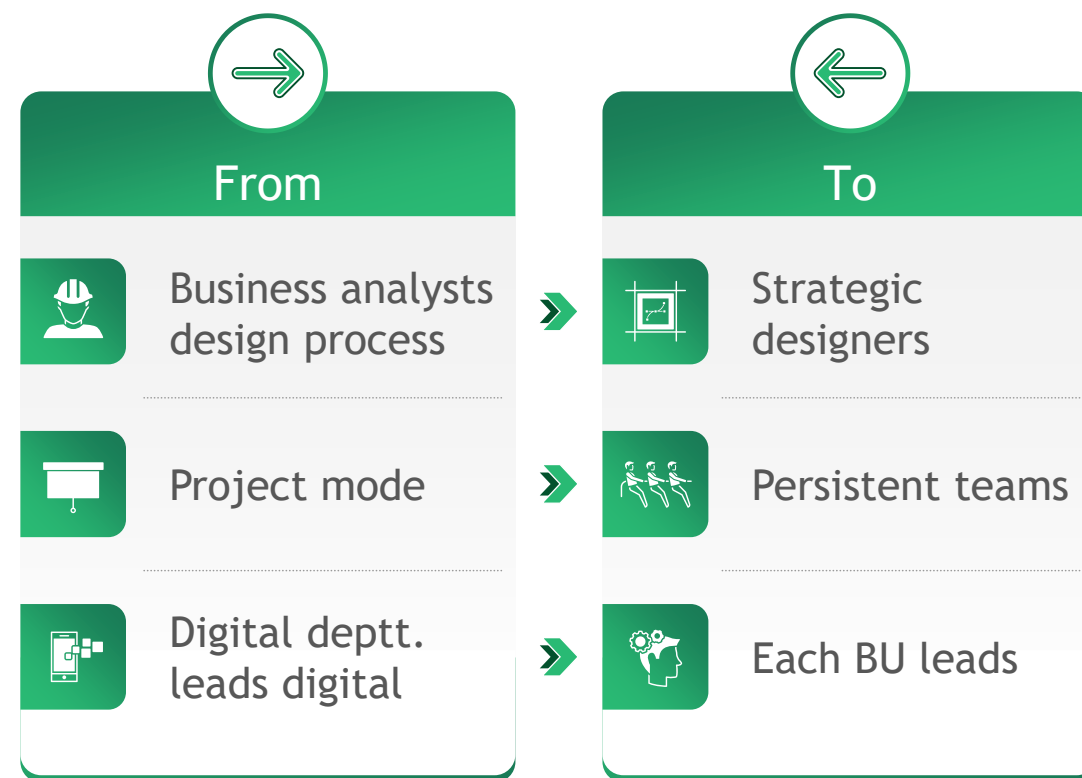 From
Business analysts
design process
Project mode
Digital deptt.
leads digital
To
Strategic
designers
Persistent teams
Each BU leads